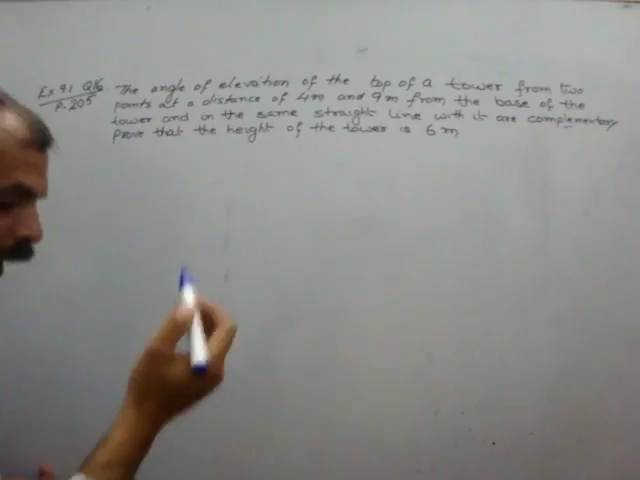 Ex 9.1 Q16 The angle of elevation of the top of a tower from two
P. 205 points at a distance of 4m and 9m from the base of the
tower and in the same straight line with it are complementary
prove that the height of the tower is 6 m